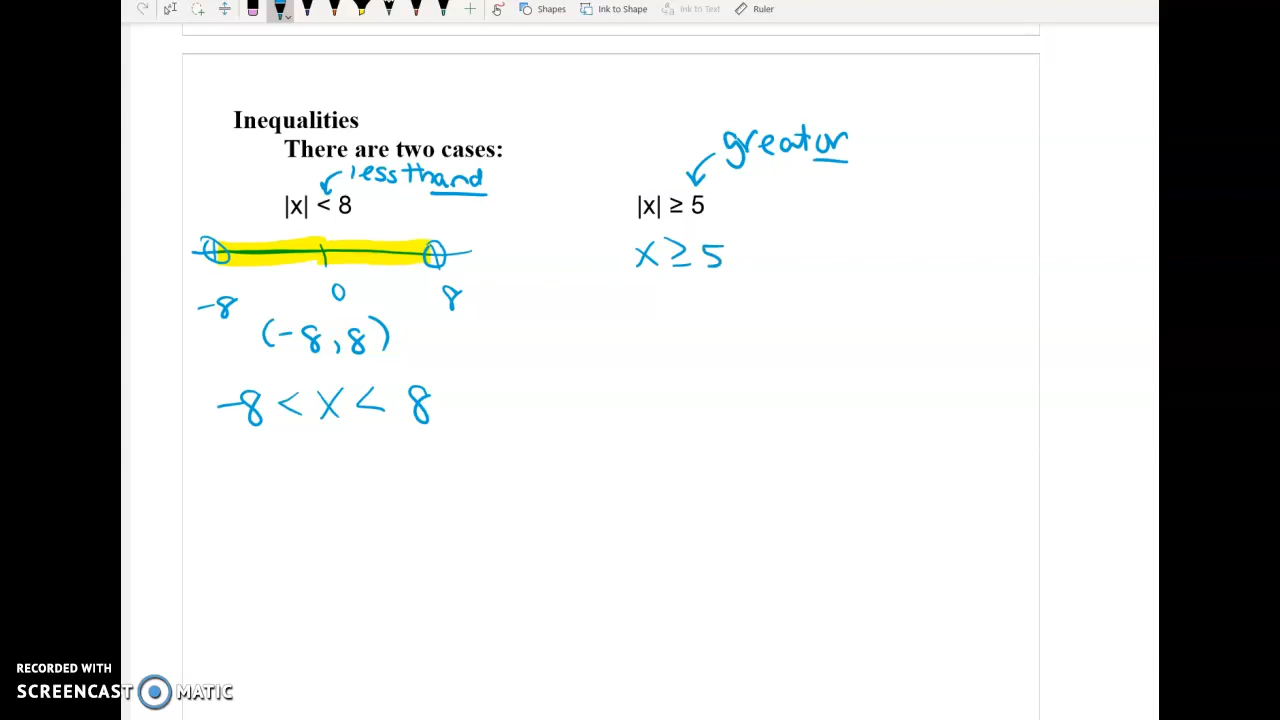 Shapes
Ink to Shape
Ink to Text
Ruler
Inequalities
There are two cases:
less thand
|x| < 8
-8
0
8
(-8,8)
-8 < x < 8
greator
|x| ≥ 5
x ≥ 5
RECORDED WITH
SCREENCAST MATIC